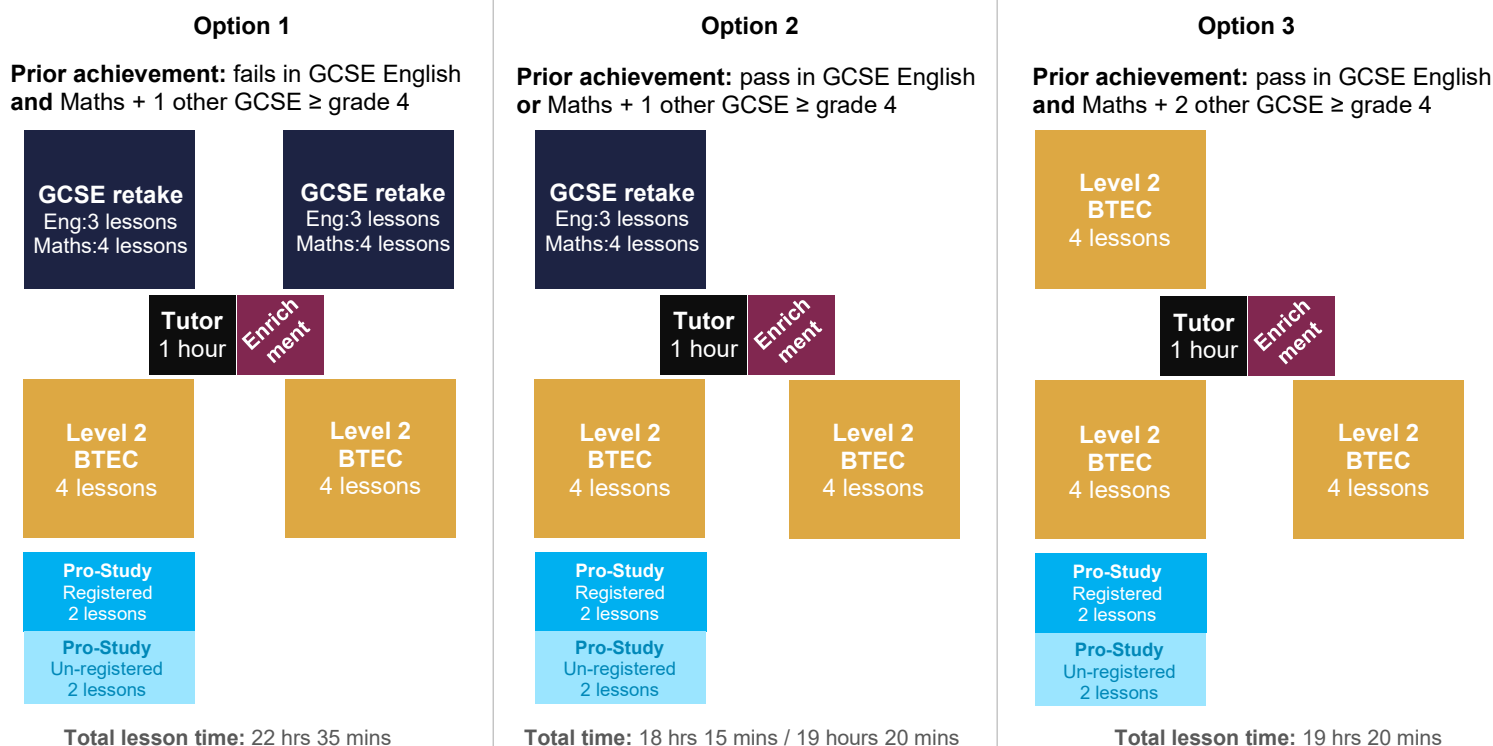 Option 1
Prior achievement: fails in GCSE English
and Maths + 1 other GCSE ≥ grade 4
GCSE retake
Eng:3 lessons
Maths:4 lessons
GCSE retake
Eng:3 lessons
Maths:4 lessons
Tutor
1 hour
Enrich
ment
Level 2
BTEC
4 lessons
Level 2
BTEC
4 lessons
Pro-Study
Registered
2 lessons
Pro-Study
Un-registered
2 lessons
Total lesson time: 22 hrs 35 mins
Option 2
Prior achievement: pass in GCSE English
or Maths + 1 other GCSE ≥ grade 4
GCSE retake
Eng:3 lessons
Maths:4 lessons
Tutor
1 hour
Enrich
ment
Level 2
BTEC
4 lessons
Level 2
BTEC
4 lessons
Pro-Study
Registered
2 lessons
Pro-Study
Un-registered
2 lessons
Total time: 18 hrs 15 mins / 19 hours 20 mins
Option 3
Prior achievement: pass in GCSE English
and Maths + 2 other GCSE ≥ grade 4
Level 2
BTEC
4 lessons
Tutor
1 hour
Enrich
ment
Level 2
BTEC
4 lessons
Level 2
BTEC
4 lessons
Pro-Study
Registered
2 lessons
Pro-Study
Un-registered
2 lessons
Total lesson time: 19 hrs 20 mins